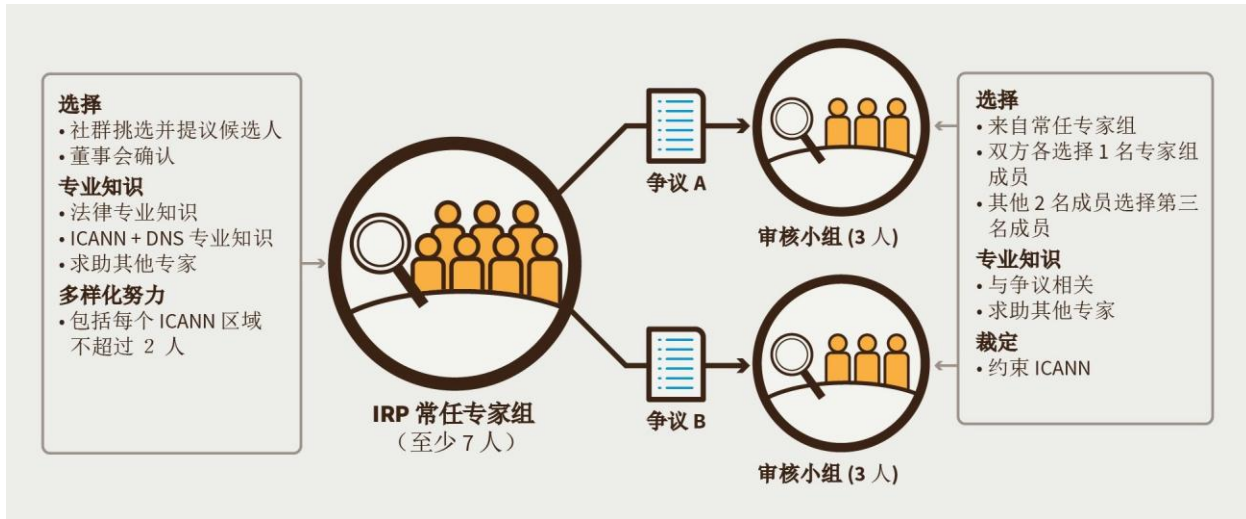 选择
• 社群挑选并提议候选人
• 董事会确认
专业知识
• 法律专业知识
• ICANN + DNS 专业知识
• 求助其他专家
多样化努力
• 包括每个 ICANN 区域
不超过 2 人
IRP 常任专家组
（至少 7 人）
争议 A
争议 B
审核小组 (3 人)
审核小组 (3 人)
选择
• 来自常任专家组
• 双方各选择 1 名专家组
成员
• 其他 2 名成员选择第三
名成员
专业知识
• 与争议相关
• 求助其他专家
裁定
• 约束 ICANN